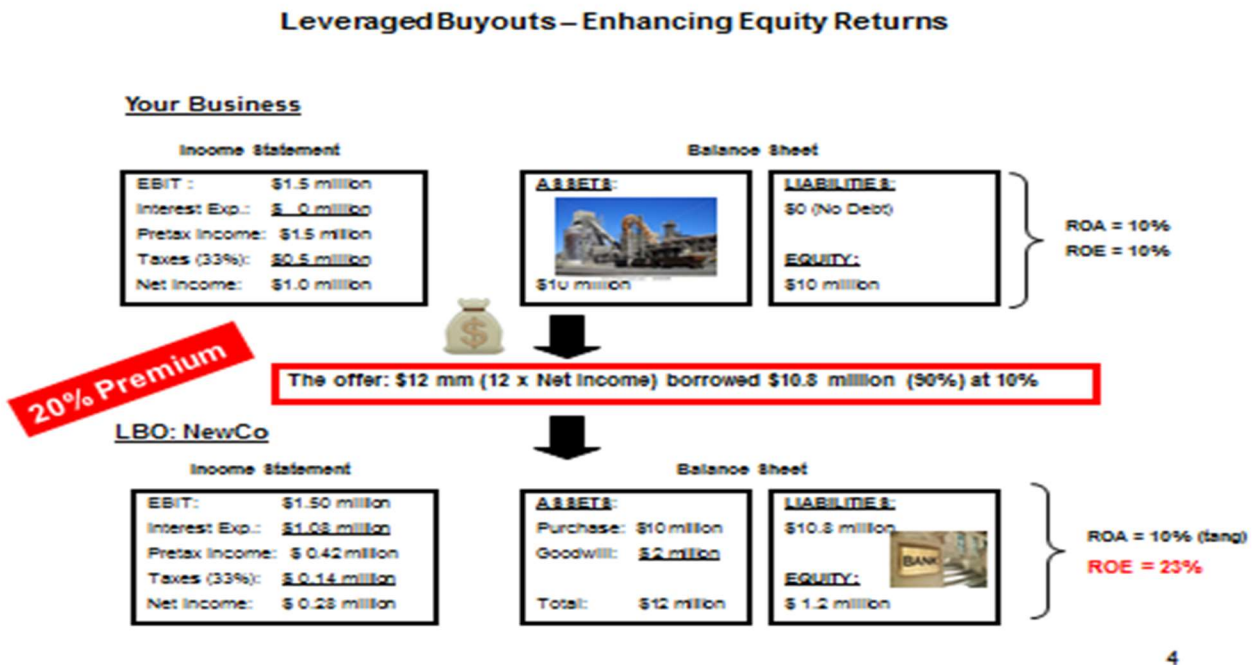 Leveraged Buyouts – Enhancing Equity Returns
Your Business
Income Statement
EBIT : $1.5 million
Interest Exp.: $ 0 million
Pretax Income: $1.5 million
Taxes (33%): $0.5 million
Net Income: $1.0 million
Balance Sheet
ASSETS:
$10 million
LIABILITIES:
$0 (No Debt)
EQUITY:
$10 million
ROA = 10%
ROE = 10%
$
20% Premium
The offer: $12 mm (12 x Net Income) borrowed $10.8 million (90%) at 10%
LBO: NewCo
Income Statement
EBIT: $1.50 million
Interest Exp.: $1.08 million
Pretax Income: $ 0.42 million
Taxes (33%): $ 0.14 million
Net Income: $ 0.28 million
Balance Sheet
ASSETS:
Purchase: $10 million
Goodwill: $ 2 million
Total: $12 million
LIABILITIES:
$10.8 million
BANK
EQUITY:
$ 1.2 million
ROA = 10% (tang)
ROE = 23%
4